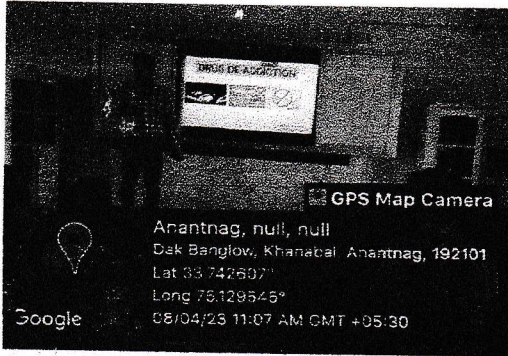 DRUG DE-ADDICTION
GPS Map Camera
Anantnag, null, null
Dak Banglow, Khanabal, Anantnag, 192101
Lat 33.742607°
Long 75.129545°
Google
08/04/23 11:07 AM GMT +05:30